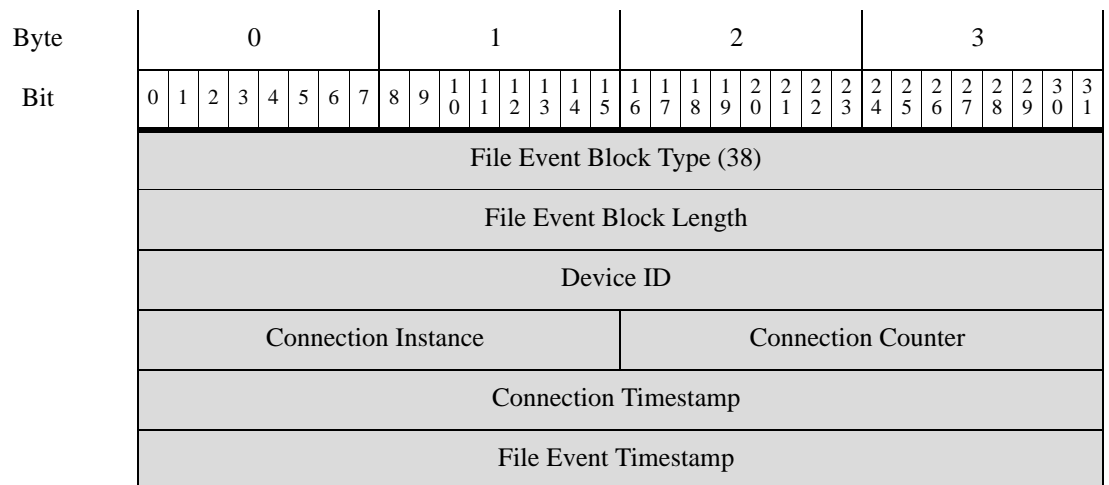 Byte 0 1 2 3
Bit 0 1 2 3 4 5 6 7 8 9 10 11 12 13 14 15 16 17 18 19 20 21 22 23 24 25 26 27 28 29 30 31
File Event Block Type (38)
File Event Block Length
Device ID
Connection Instance Connection Counter
Connection Timestamp
File Event Timestamp